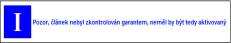 I
Pozor, článek nebyl zkontrolován garantem, neměl by být tedy aktivovaný